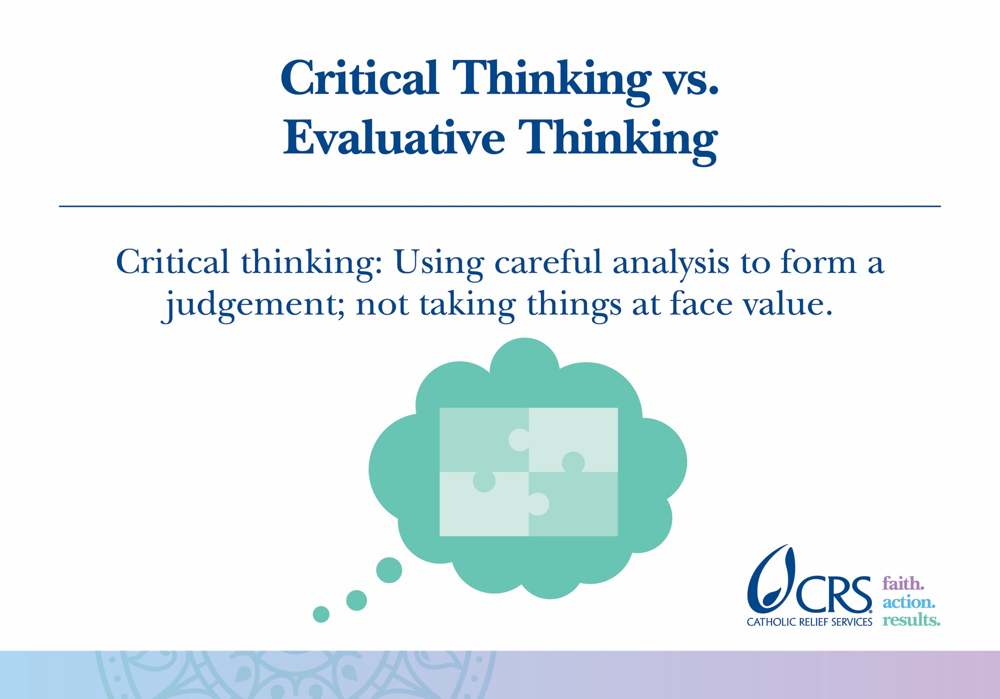 Critical Thinking vs.
Evaluative Thinking
Critical thinking: Using careful analysis to form a
judgement; not taking things at face value.
CRS®
CATHOLIC RELIEF SERVICES
faith.
action.
results.